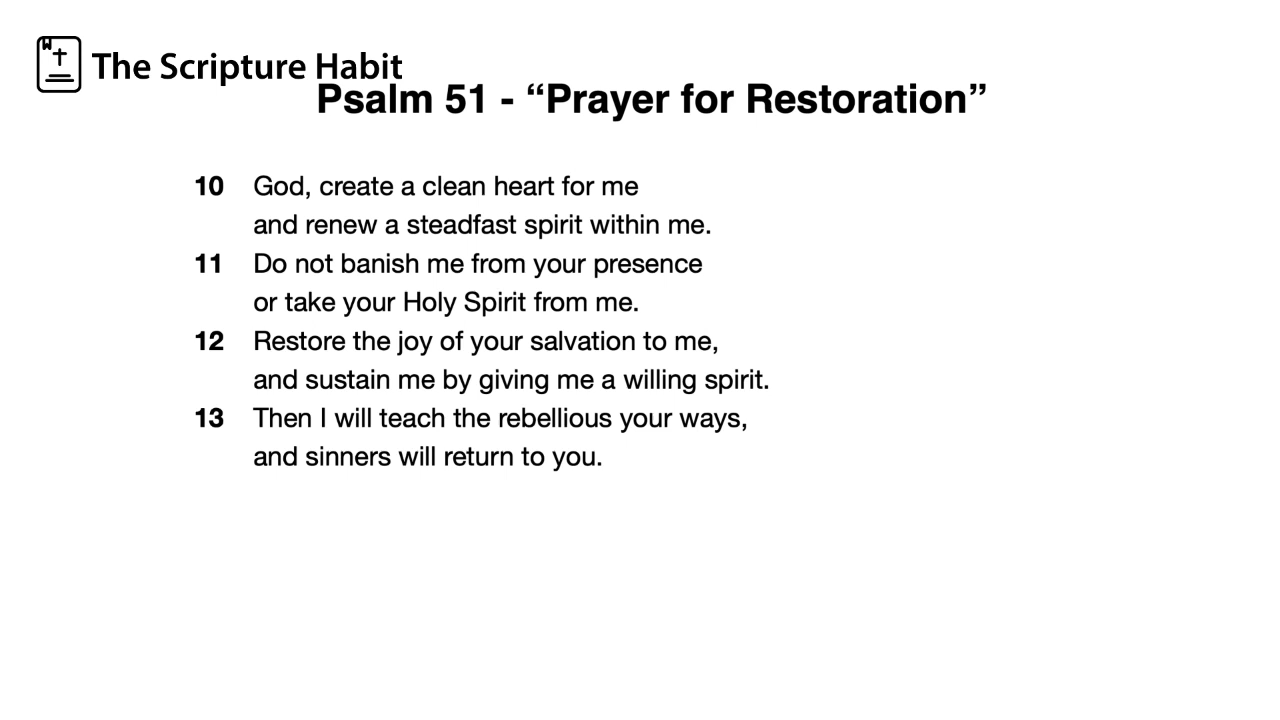 The Scripture Habit
Psalm 51 - “Prayer for Restoration”
10 God, create a clean heart for me
and renew a steadfast spirit within me.
11 Do not banish me from your presence
or take your Holy Spirit from me.
12 Restore the joy of your salvation to me,
and sustain me by giving me a willing spirit.
13 Then I will teach the rebellious your ways,
and sinners will return to you.